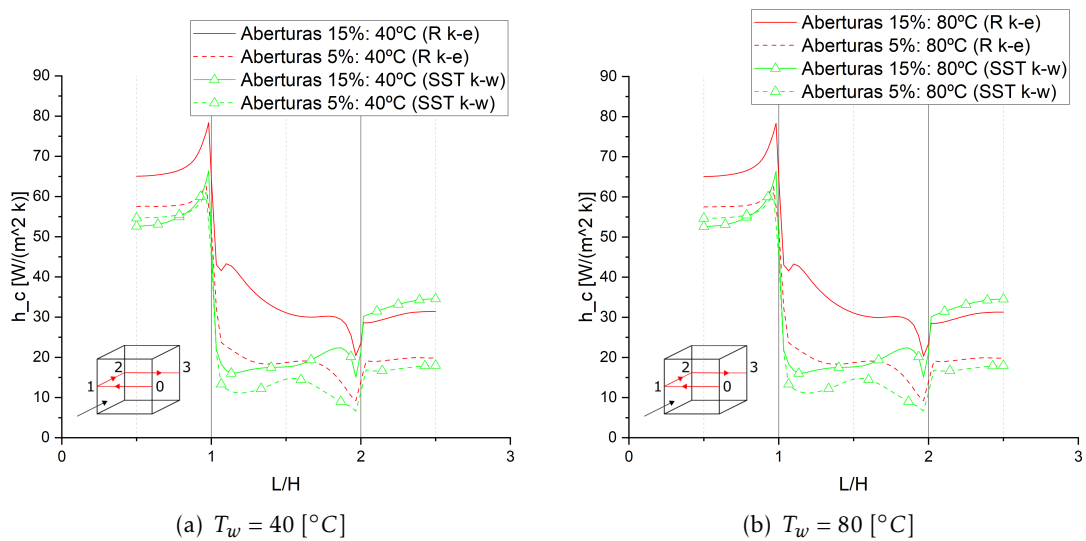 Aberturas 15%: 40ºC (R k-e)
Aberturas 5%: 40ºC (R k-e)
Aberturas 15%: 40ºC (SST k-w)
Aberturas 5%: 40ºC (SST k-w)
90
80
70
60
50
40
30
20
10
0
h_c [W/(m^2 k)]
1
2
3
0
0
1
2
3
L/H
(a) T_w = 40 [°C]
Aberturas 15%: 80ºC (R k-e)
Aberturas 5%: 80ºC (R k-e)
Aberturas 15%: 80ºC (SST k-w)
Aberturas 5%: 80ºC (SST k-w)
90
80
70
60
50
40
30
20
10
0
h_c [W/(m^2 k)]
1
2
3
0
0
1
2
3
L/H
(b) T_w = 80 [°C]